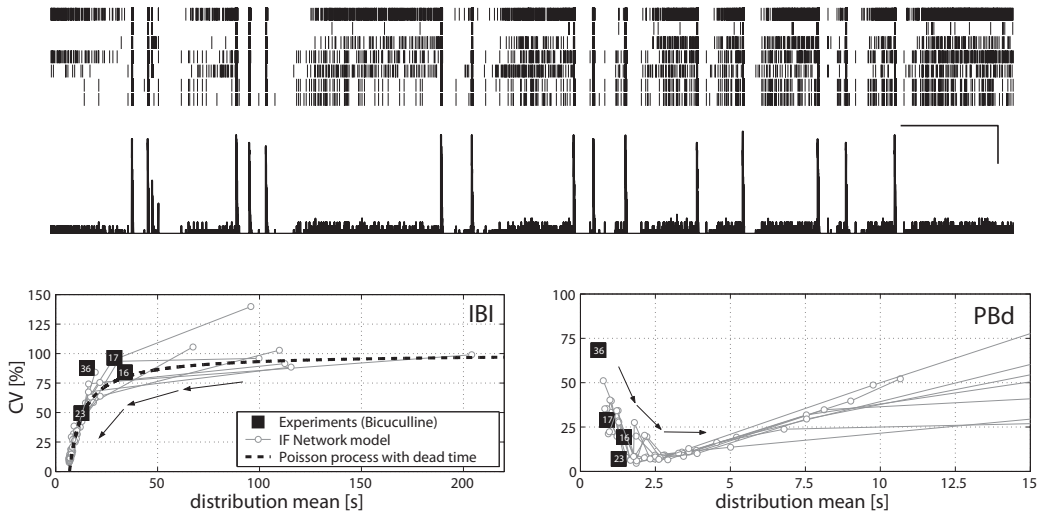 150
125
100
75
50
25
0
CV [%]
IBI
17
36
16
23
Experiments (Bicuculline)
IF Network model
Poisson process with dead time
0 50 100 150 200
distribution mean [s]
100
75
50
25
0
PBd
36
17
16
23
0 2.5 5 7.5 10 12.5 15
distribution mean [s]